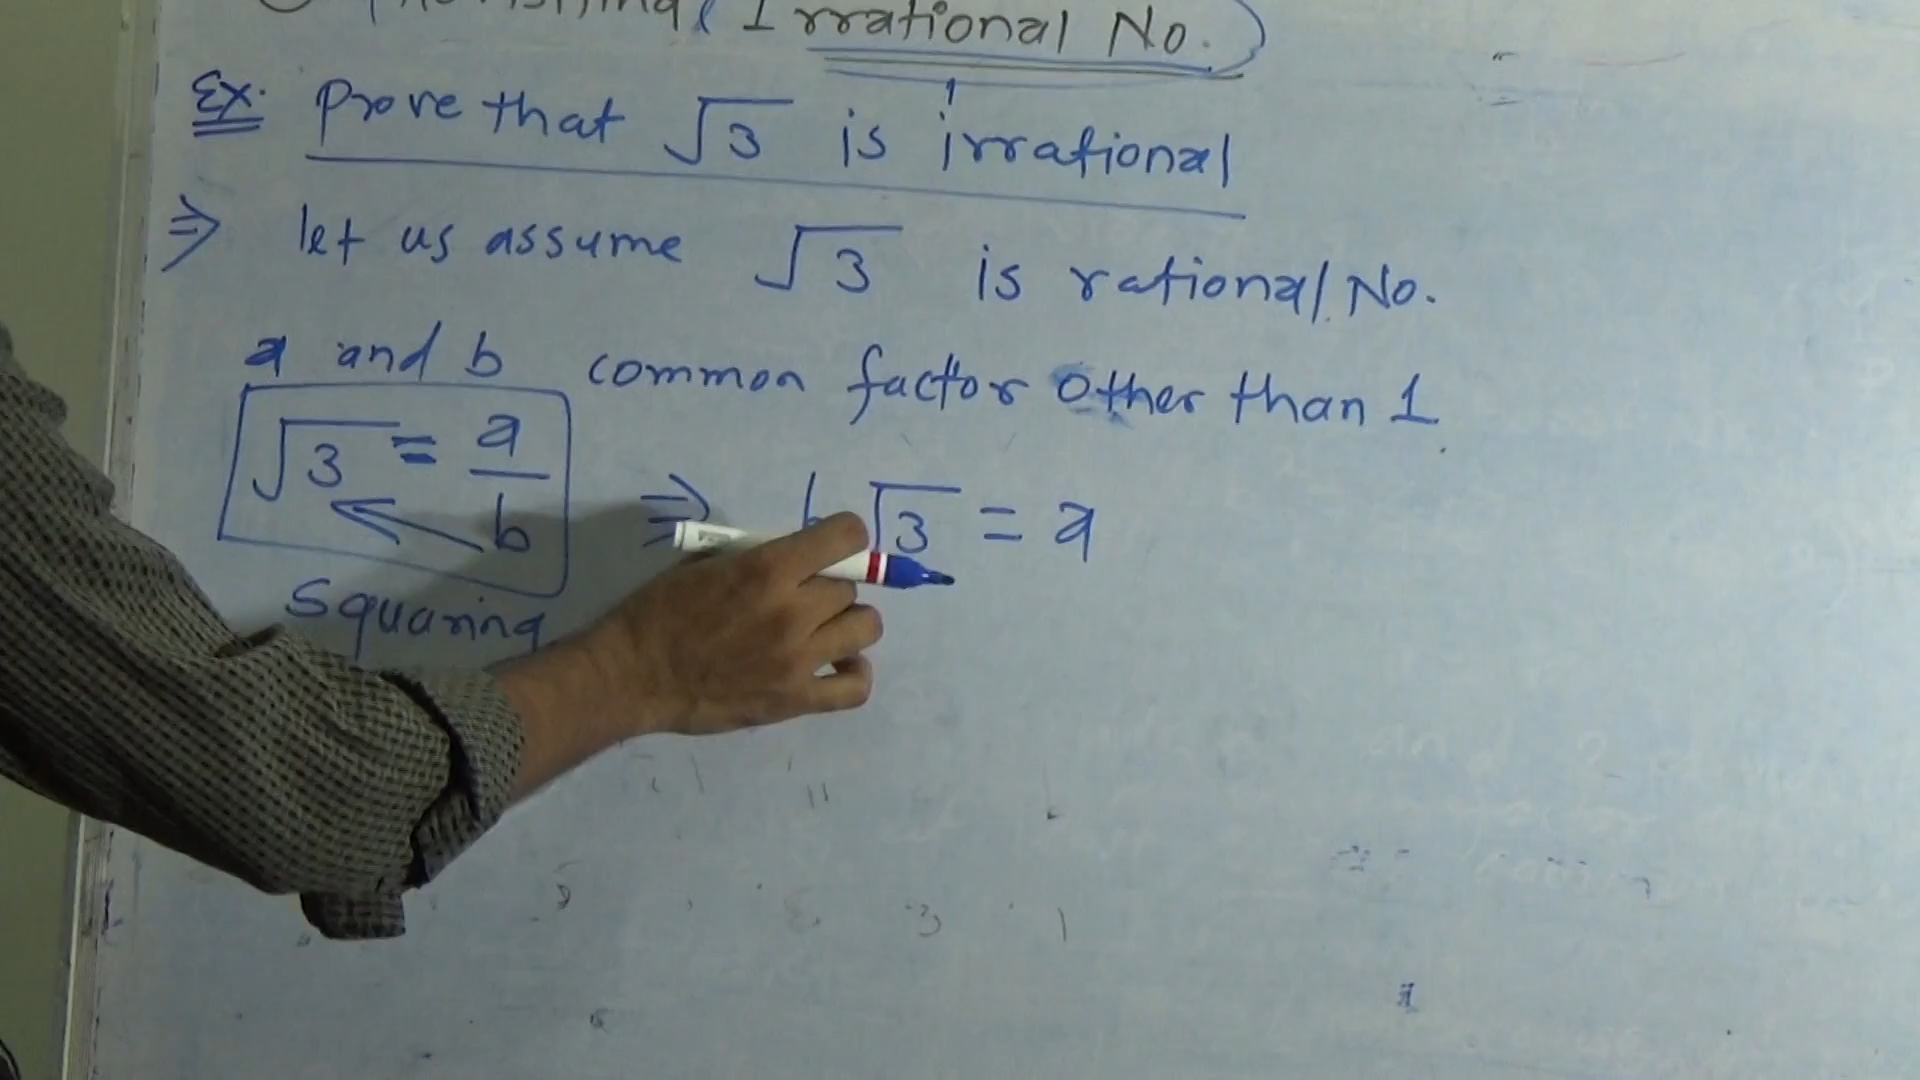 Irrational No.
Ex. Prove that √3 is irrational
⇒ let us assume √3 is rational No.
a and b common factor other than 1
√3 = a/b ⇒ b√3 = a
Squaring